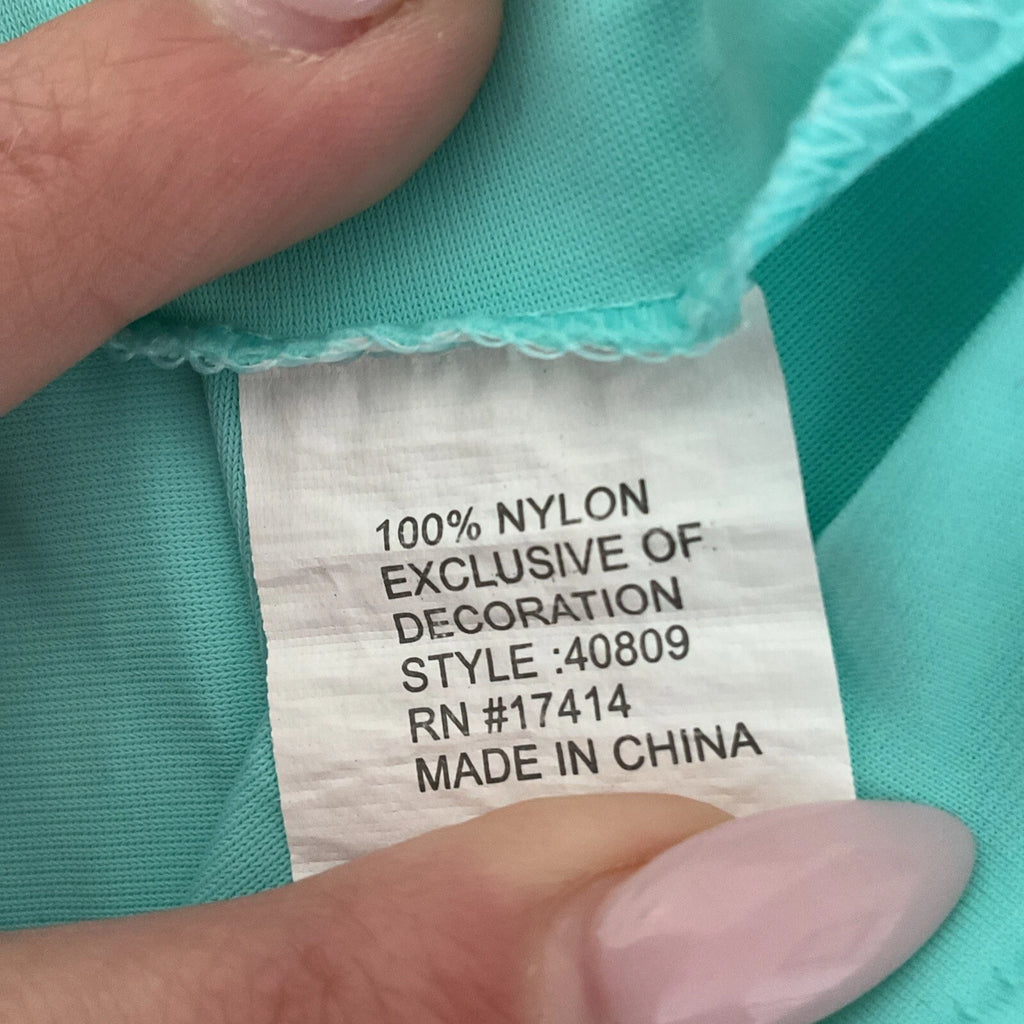 100% NYLON
EXCLUSIVE OF
DECORATION
STYLE :40809
RN #17414
MADE IN CHINA